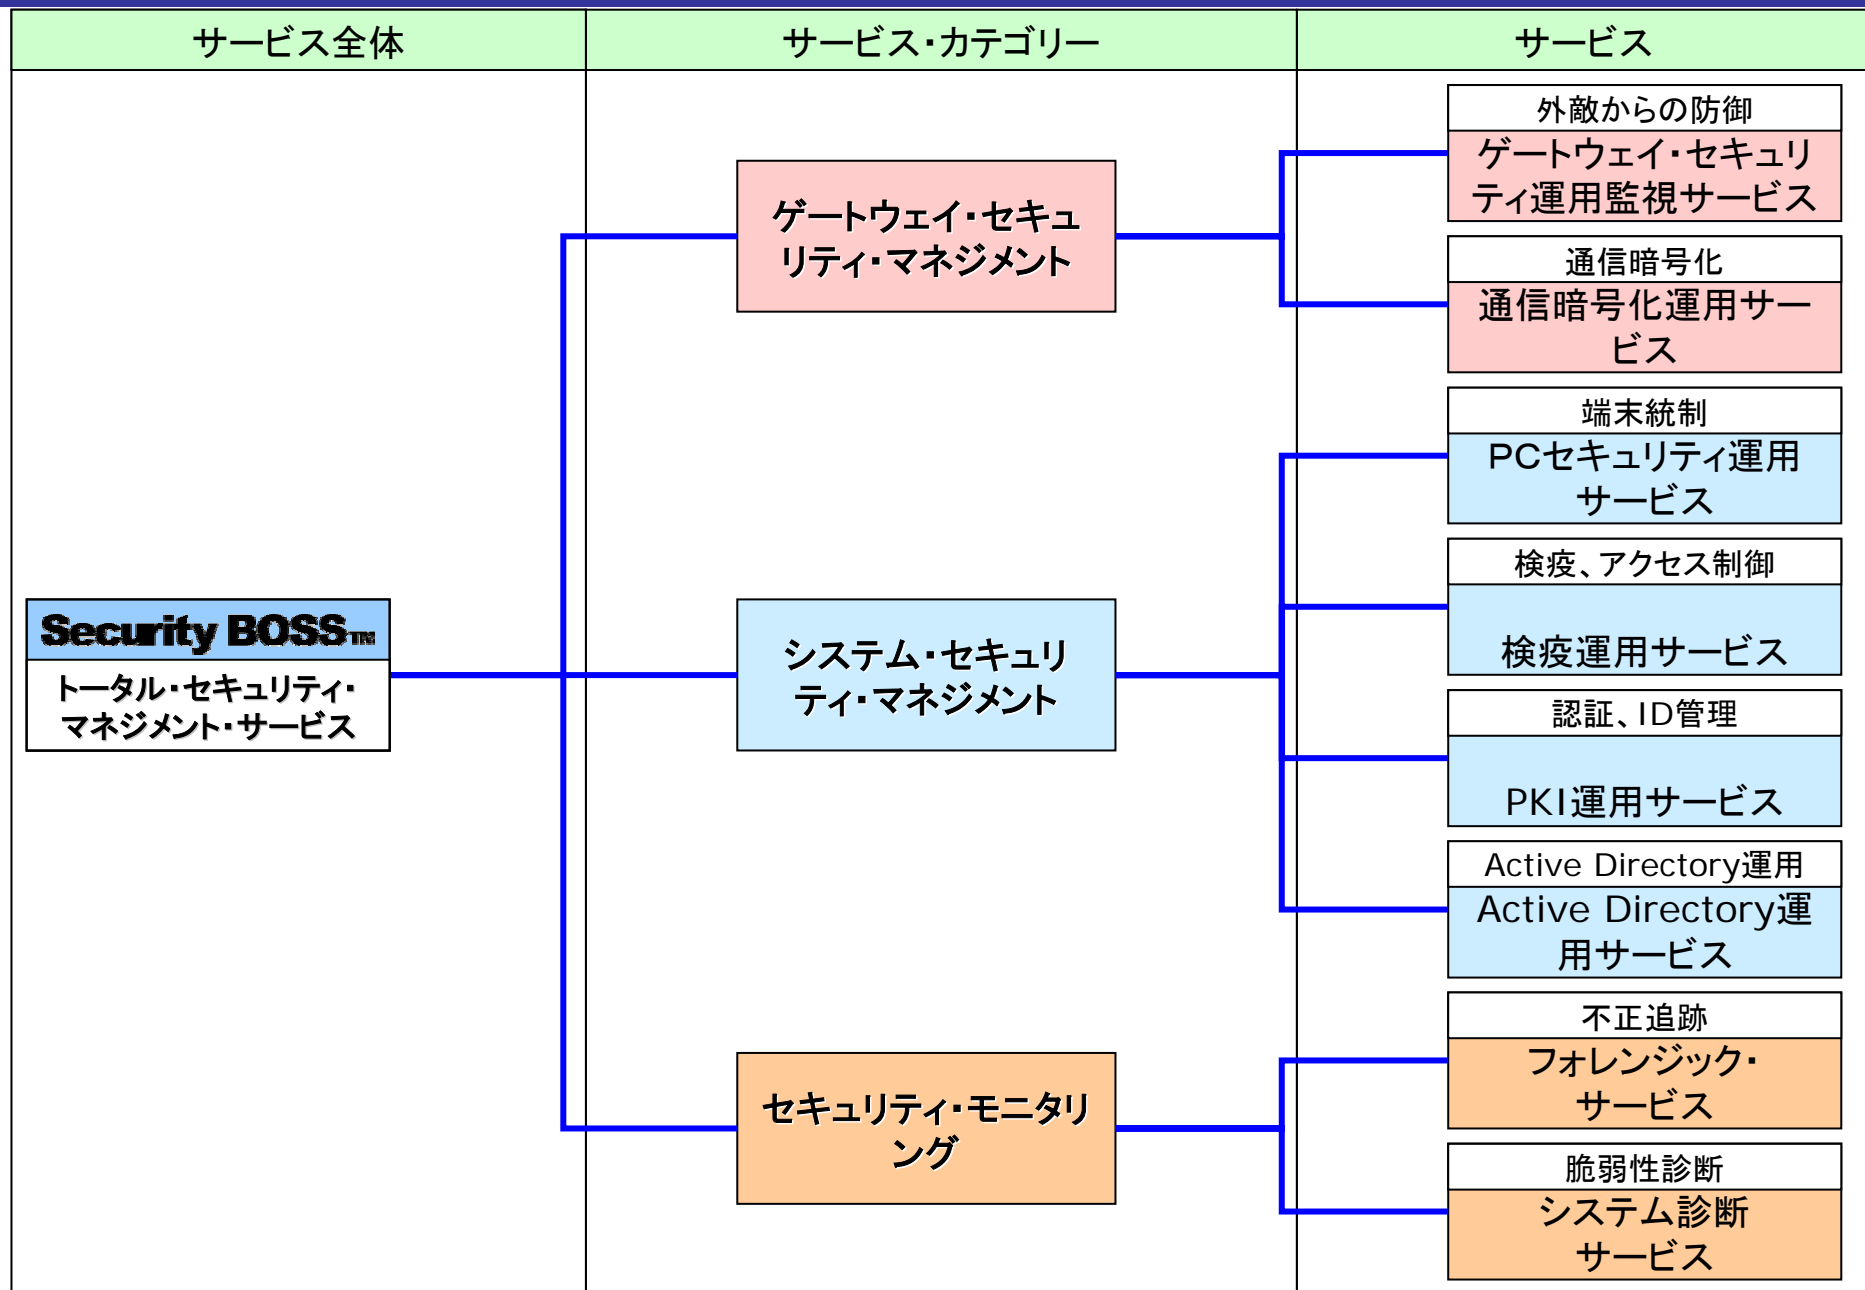 サービス全体
サービス・カテゴリー
サービス
Security BOSS™
トータル・セキュリティ・
マネジメント・サービス
ゲートウェイ・セキュ
リティ・マネジメント
システム・セキュリ
ティ・マネジメント
セキュリティ・モニタリ
ング
外敵からの防御
ゲートウェイ・セキュリ
ティ運用監視サービス
通信暗号化
通信暗号化運用サー
ビス
端末統制
PCセキュリティ運用
サービス
検疫、アクセス制御
検疫運用サービス
認証、ID管理
PKI運用サービス
Active Directory運用
Active Directory運
用サービス
不正追跡
フォレンジック・
サービス
脆弱性診断
システム診断
サービス